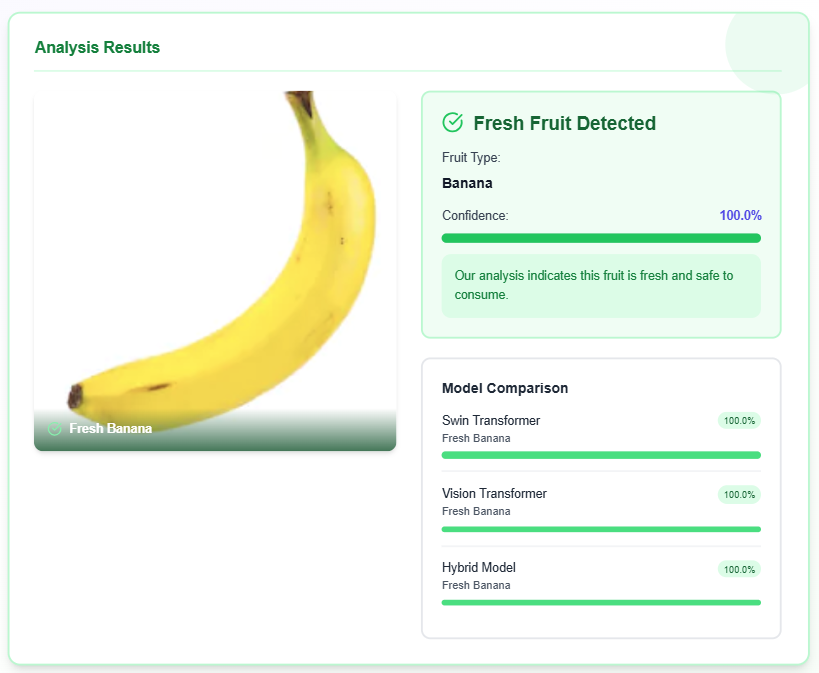 Analysis Results
Fresh Banana
Fresh Fruit Detected
Fruit Type:
Banana
Confidence: 100.0%
Our analysis indicates this fruit is fresh and safe to
consume.
Model Comparison
Swin Transformer 100.0%
Fresh Banana
Vision Transformer 100.0%
Fresh Banana
Hybrid Model 100.0%
Fresh Banana